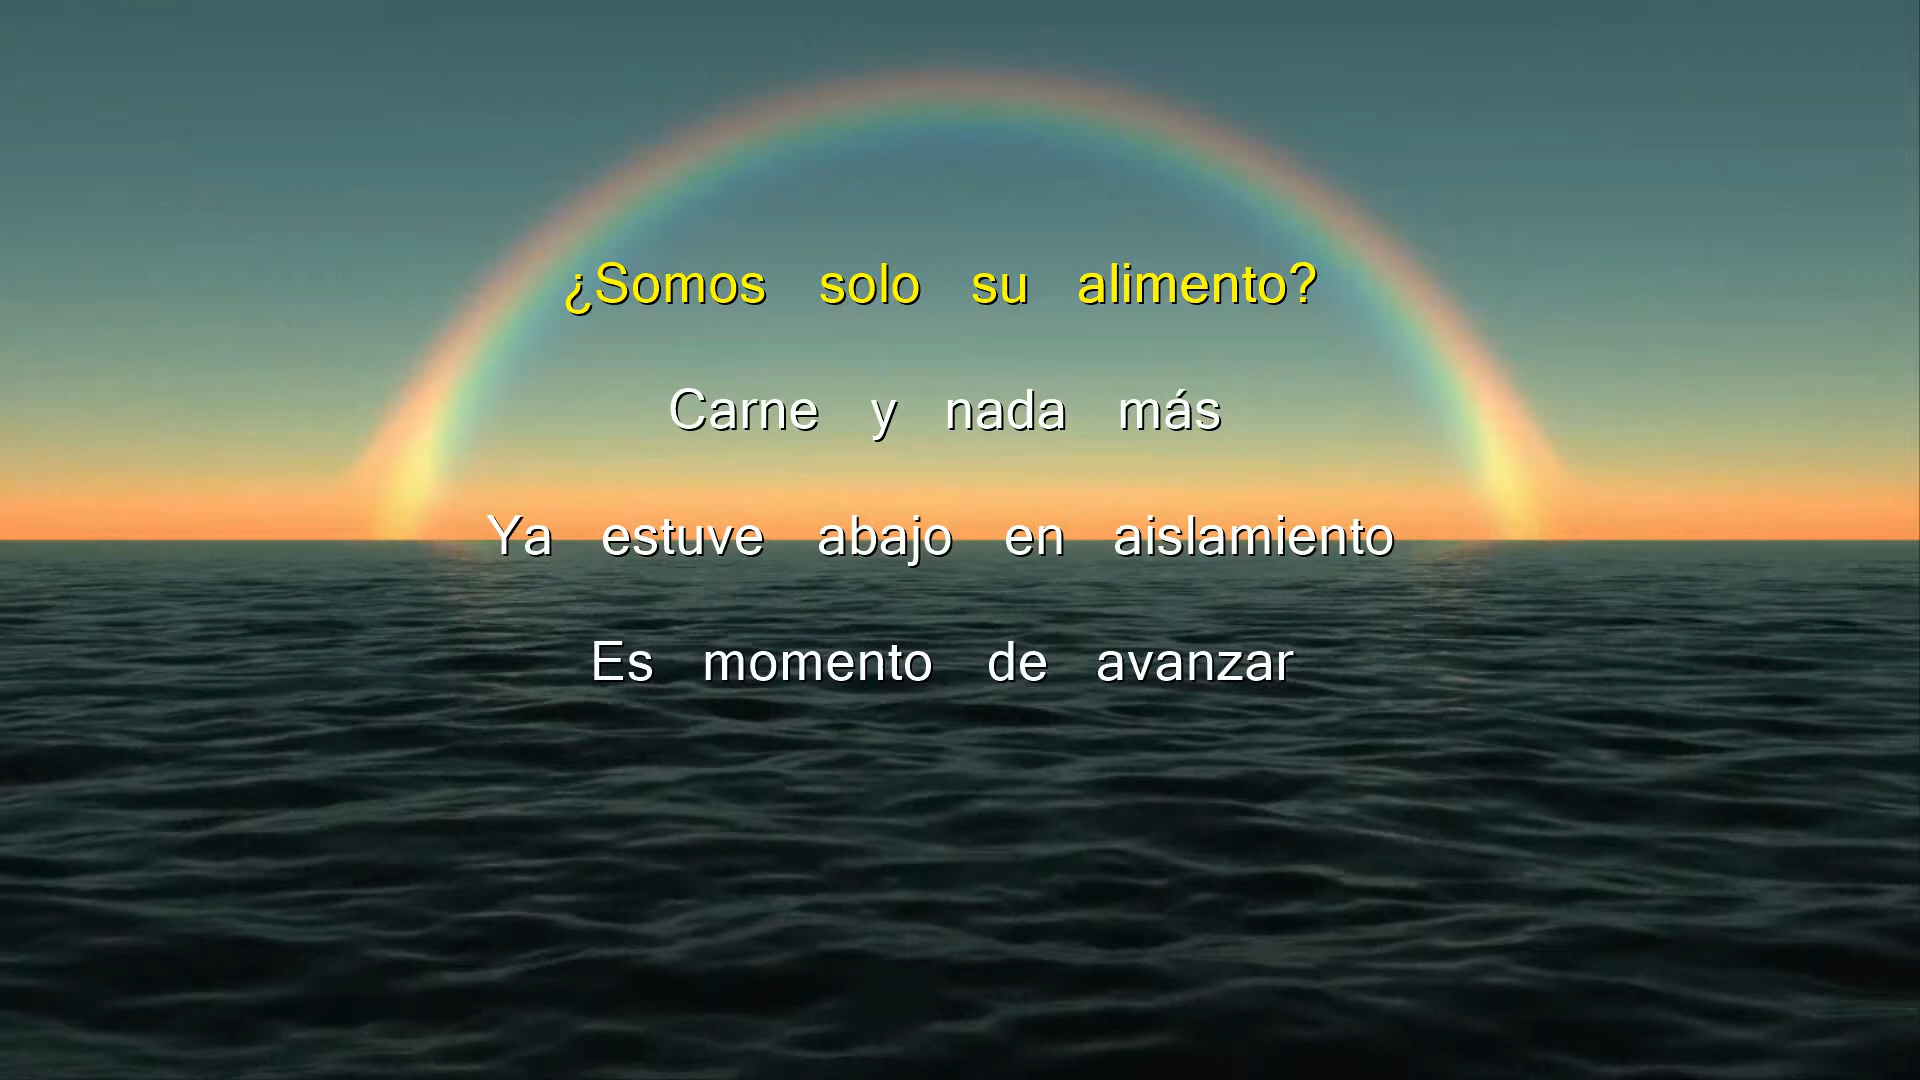 ¿Somos solo su alimento?
Carne y nada más
Ya estuve abajo en aislamiento
Es momento de avanzar